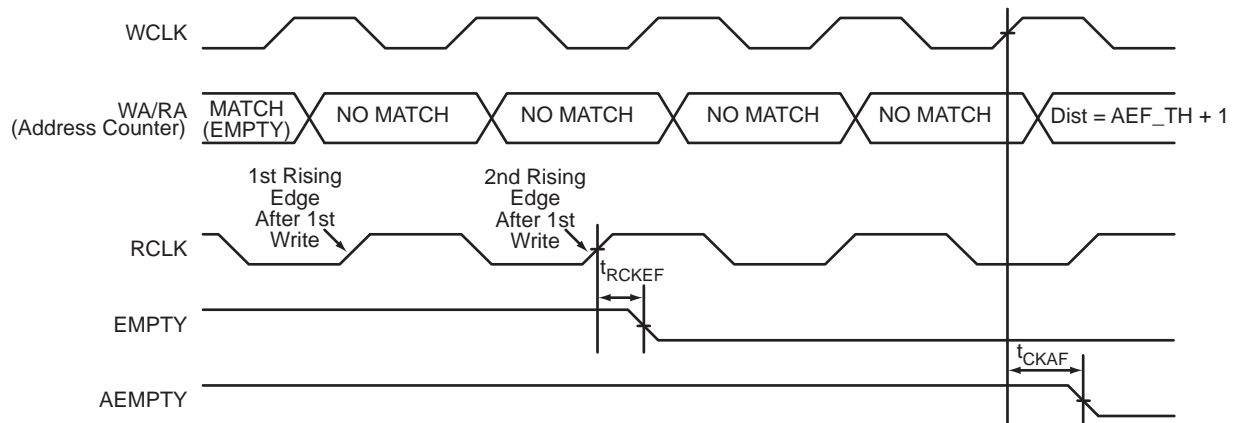 WCLK
WA/RA
(Address Counter)
MATCH
(EMPTY)
NO MATCH
NO MATCH
NO MATCH
NO MATCH
Dist = AEF_TH + 1
1st Rising
Edge
After 1st
Write
2nd Rising
Edge
After 1st
Write
RCLK
tRCKEF
EMPTY
tCKAF
AEMPTY